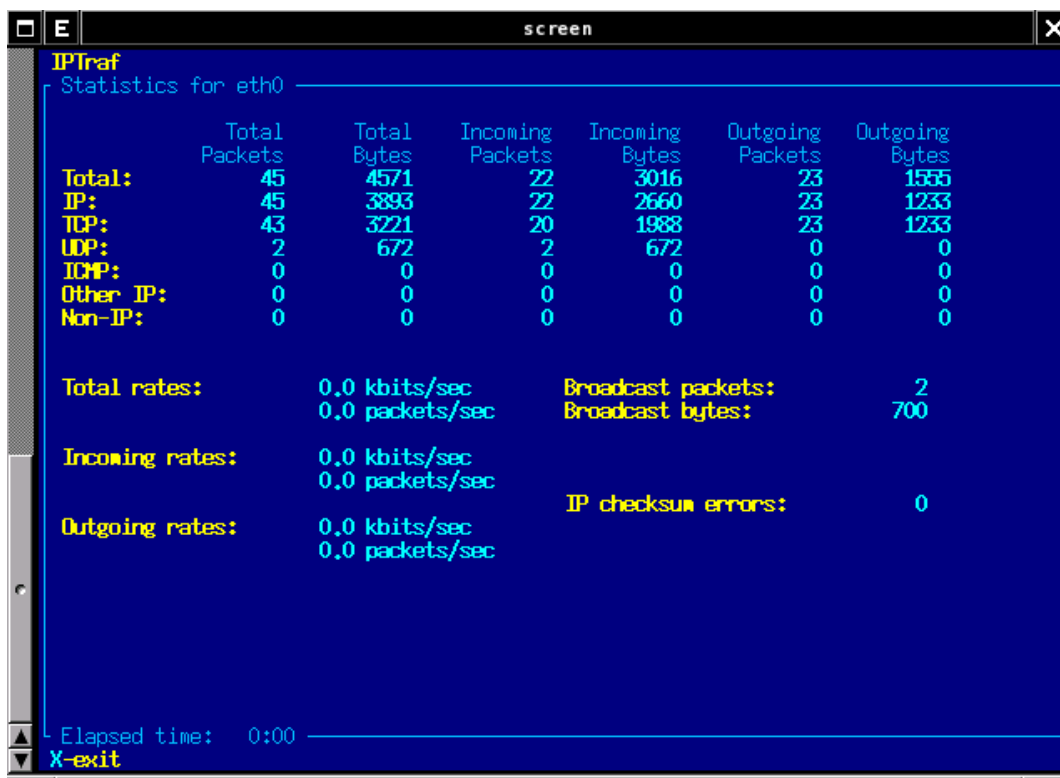 E screen X
IPTraf
Statistics for eth0
Total Total Incoming Incoming Outgoing Outgoing
Packets Bytes Packets Bytes Packets Bytes
Total: 45 4571 22 3016 23 1555
IP: 45 3893 22 2660 23 1233
TCP: 43 3221 20 1988 23 1233
UDP: 2 672 2 672 0 0
ICMP: 0 0 0 0 0 0
Other IP: 0 0 0 0 0 0
Non-IP: 0 0 0 0 0 0
Total rates: 0.0 kbits/sec Broadcast packets: 2
0.0 packets/sec Broadcast bytes: 700
Incoming rates: 0.0 kbits/sec
0.0 packets/sec
IP checksum errors: 0
Outgoing rates: 0.0 kbits/sec
0.0 packets/sec
Elapsed time: 0:00
X-exit